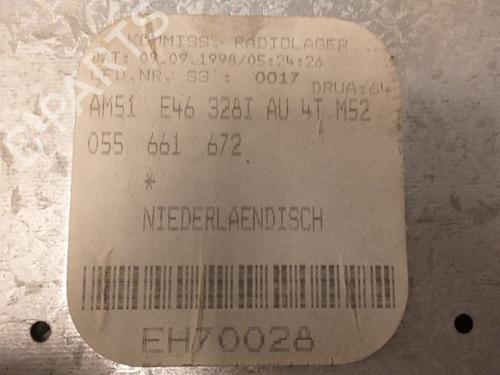 KOMMISS. RADIOLAGER
DAT: 09.09.1998/05:24:26
LFD.NR. S3 : 0017
DRUA:64
AM51 E46 328I AU 4T M52
055 661 672
*
NIEDERLAENDISCH
EH70028